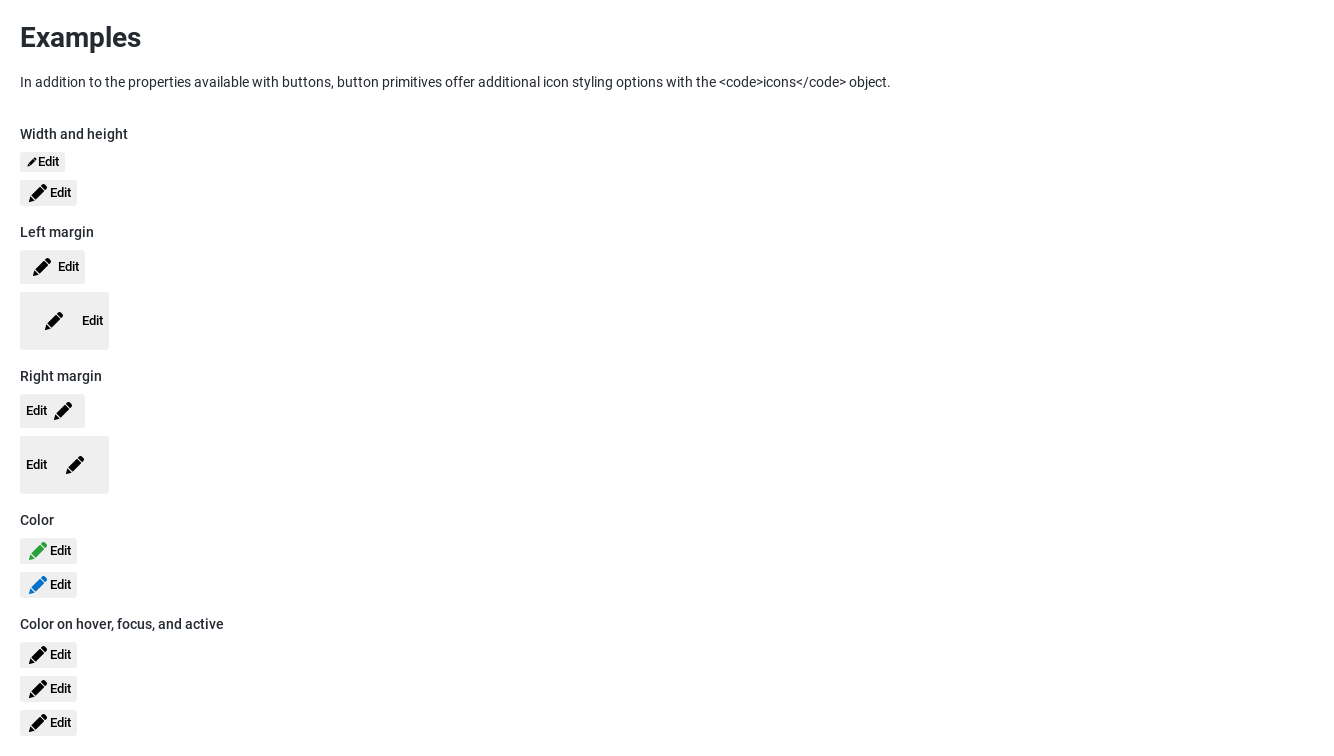 Examples
In addition to the properties available with buttons, button primitives offer additional icon styling options with the <code>icons</code> object.
Width and height
Edit
Edit
Left margin
Edit
Edit
Right margin
Edit
Edit
Color
Edit
Edit
Color on hover, focus, and active
Edit
Edit
Edit